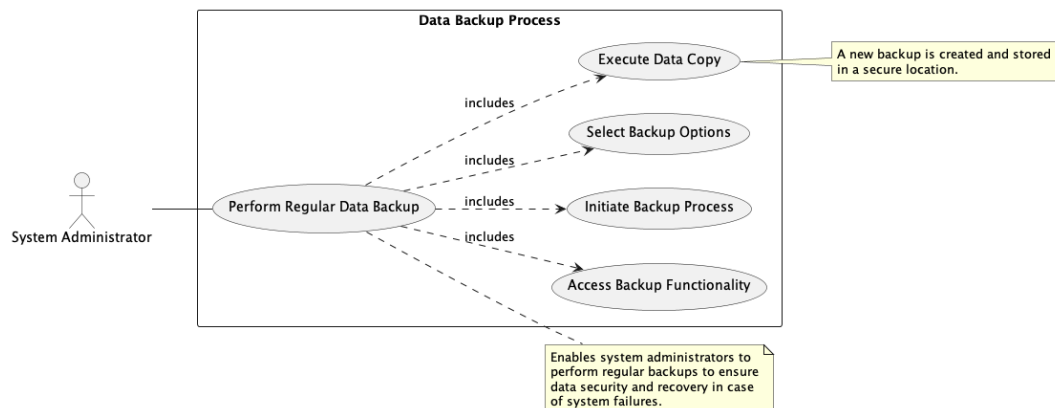 Data Backup Process
Execute Data Copy
A new backup is created and stored
in a secure location.
includes
Select Backup Options
includes
System Administrator
Perform Regular Data Backup
includes
Initiate Backup Process
includes
Access Backup Functionality
Enables system administrators to
perform regular backups to ensure
data security and recovery in case
of system failures.